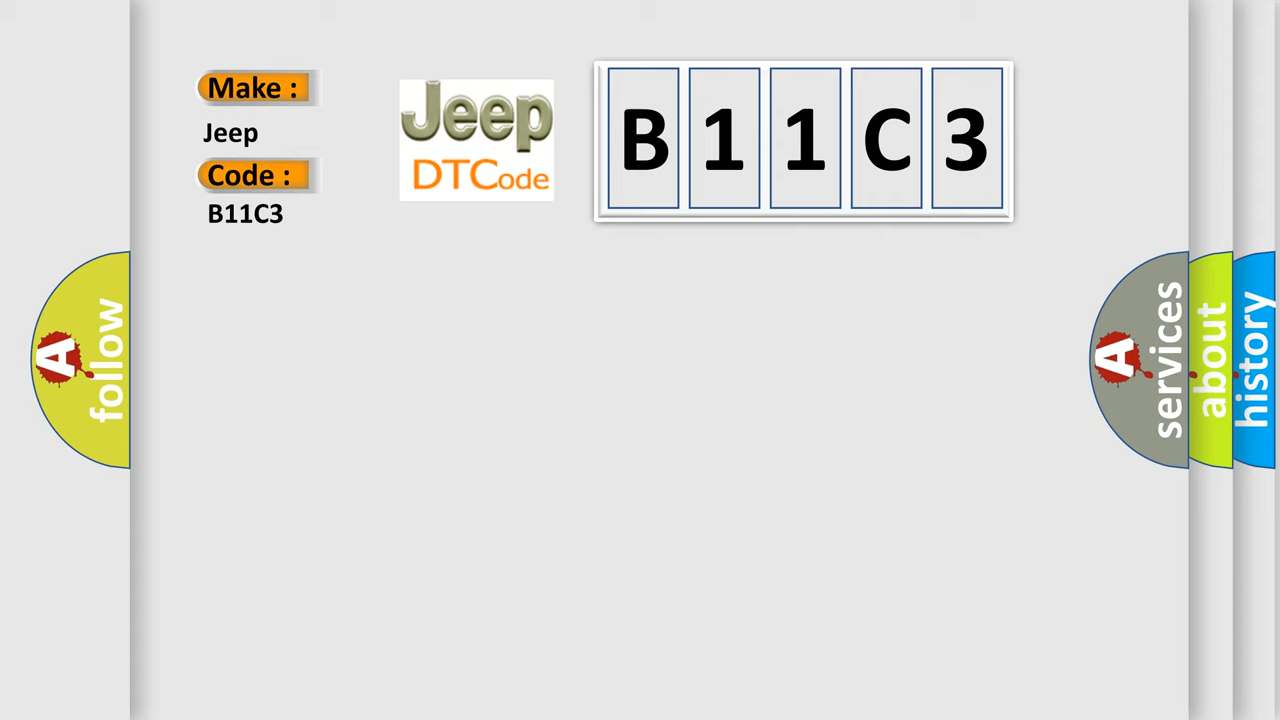 Make :
Jeep
Code :
B11C3
Jeep
DTCode
B 1 1 C 3
A follow
A services
about
history